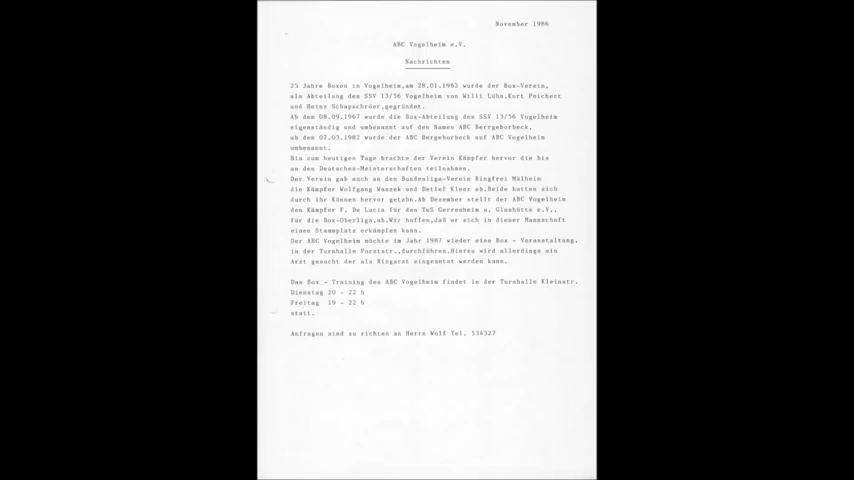 November 1986
ABC Vogelheim e.V.
Nachrichten
25 Jahre Boxen in Vogelheim,am 28.01.1962 wurde der Box-Verein,
als Abteilung des SSV 13/56 Vogelheim von Willi Lühn,Kurt Peichert
und Heinz Schapschröer,gegründet.
Ab dem 08.09.1967 wurde die Box-Abteilung des SSV 13/56 Vogelheim
eigenständig und umbenannt auf den Namen ABC Berrgeborbeck,
ab dem 07.03.1982 wurde der ABC Bergeborbeck auf ABC Vogelheim
umbenannt.
Bis zum heutigen Tage brachte der Verein Kämpfer hervor die bis
an den Deutschen-Meisterschaften teilnahmen.
Der Verein gab auch an den Bundesliga-Verein Ringfrei Mülheim
die Kämpfer Wolfgang Waszek und Detlef Kleer ab.Beide hatten sich
durch ihr Können hervor getahn.Ab Dezember stellt der ABC Vogelheim
den Kämpfer F. De Lucia für den TuS Gerresheim u. Glashütte e.V.,
für die Box-Oberliga,ab.Wir hoffen,daß er sich in dieser Mannschaft
einen Stammplatz erkämpfen kann.
Der ABC Vogelheim möchte im Jahr 1987 wieder eine Box - Veranstaltung,
in der Turnhalle Forststr.,durchführen.Hierzu wird allerdings ein
Arzt gesucht der als Ringarzt eingesetzt werden kann.
Das Box - Training des ABC Vogelheim findet in der Turnhalle Kleinstr.
Dienstag 20 - 22 h
Freitag 19 - 22 h
statt.
Anfragen sind zu richten an Herrn Wolf Tel. 534327